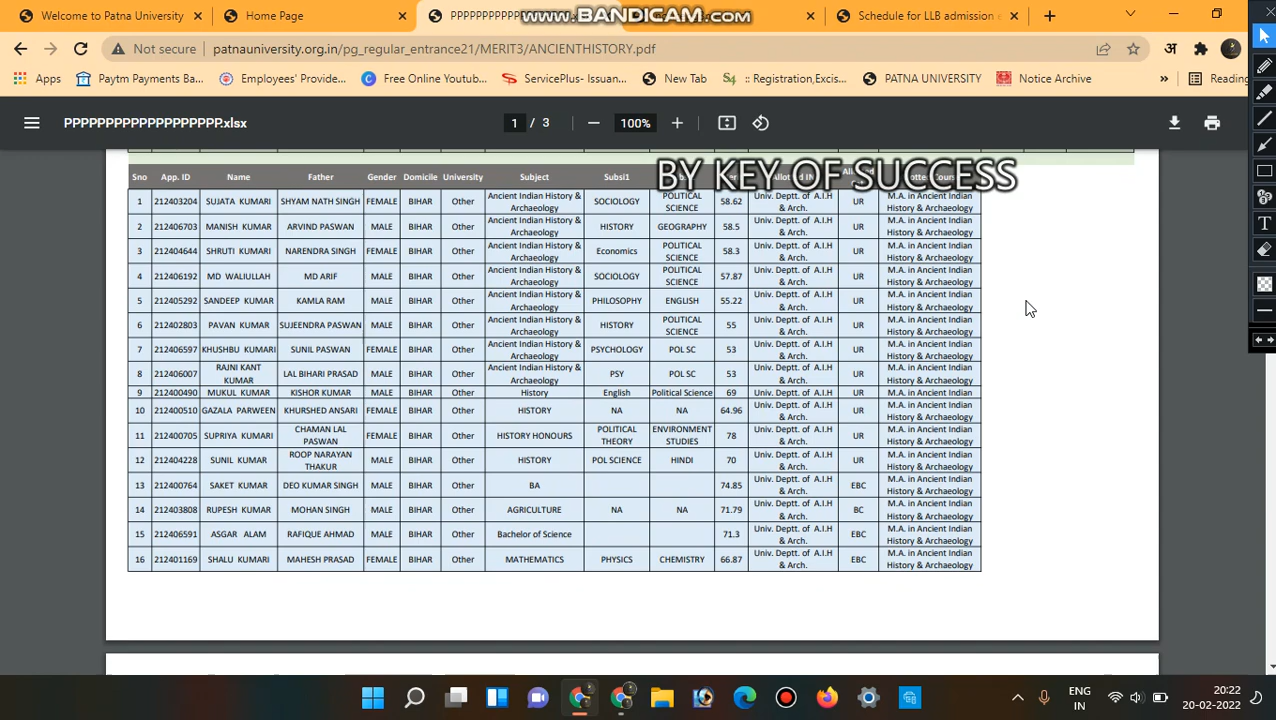 Welcome to Patna University
Home Page
PPPPPPPPPP
www.BANDICAM.com
Schedule for LLB admission
Not secure patnauniversity.org.in/pg_regular_entrance21/MERIT3/ANCIENTHISTORY.pdf
Apps Paytm Payments Ba... Employees' Provide... Free Online Youtub... ServicePlus- Issuan... New Tab :: Registration,Excis... PATNA UNIVERSITY Notice Archive » Reading
PPPPPPPPPPPPPPPPPPP.xlsx 1 / 3 100%
BY KEY OF SUCCESS
Sno App. ID Name Father Gender Domicile University Subject Subsi1
1 212403204 SUJATA KUMARI SHYAM NATH SINGH FEMALE BIHAR Other Ancient Indian History & Archaeology SOCIOLOGY POLITICAL SCIENCE 58.62 Univ. Deptt. of A.I.H & Arch. UR M.A. in Ancient Indian History & Archaeology
2 212406703 MANISH KUMAR ARVIND PASWAN MALE BIHAR Other Ancient Indian History & Archaeology HISTORY GEOGRAPHY 58.5 Univ. Deptt. of A.I.H & Arch. UR M.A. in Ancient Indian History & Archaeology
3 212404644 SHRUTI KUMARI NARENDRA SINGH FEMALE BIHAR Other Ancient Indian History & Archaeology Economics POLITICAL SCIENCE 58.3 Univ. Deptt. of A.I.H & Arch. UR M.A. in Ancient Indian History & Archaeology
4 212406192 MD WALIULLAH MD ARIF MALE BIHAR Other Ancient Indian History & Archaeology SOCIOLOGY POLITICAL SCIENCE 57.87 Univ. Deptt. of A.I.H & Arch. UR M.A. in Ancient Indian History & Archaeology
5 212405292 SANDEEP KUMAR KAMLA RAM MALE BIHAR Other Ancient Indian History & Archaeology PHILOSOPHY ENGLISH 55.22 Univ. Deptt. of A.I.H & Arch. UR M.A. in Ancient Indian History & Archaeology
6 212402803 PAVAN KUMAR SUJEENDRA PASWAN MALE BIHAR Other Ancient Indian History & Archaeology HISTORY POLITICAL SCIENCE 55 Univ. Deptt. of A.I.H & Arch. UR M.A. in Ancient Indian History & Archaeology
7 212406597 KHUSHBU KUMARI SUNIL PASWAN FEMALE BIHAR Other Ancient Indian History & Archaeology PSYCHOLOGY POL SC 53 Univ. Deptt. of A.I.H & Arch. UR M.A. in Ancient Indian History & Archaeology
8 212406007 RAJNI KANT KUMAR LAL BIHARI PRASAD MALE BIHAR Other Ancient Indian History & Archaeology PSY POL SC 53 Univ. Deptt. of A.I.H & Arch. UR M.A. in Ancient Indian History & Archaeology
9 212400490 MUKUL KUMAR KISHOR KUMAR MALE BIHAR Other History English Political Science 69 Univ. Deptt. of A.I.H & Arch. UR M.A. in Ancient Indian History & Archaeology
10 212400510 GAZALA PARWEEN KHURSHED ANSARI FEMALE BIHAR Other HISTORY NA NA 64.96 Univ. Deptt. of A.I.H & Arch. UR M.A. in Ancient Indian History & Archaeology
11 212400705 SUPRIYA KUMARI CHAMAN LAL PASWAN FEMALE BIHAR Other HISTORY HONOURS POLITICAL THEORY ENVIRONMENT STUDIES 78 Univ. Deptt. of A.I.H & Arch. UR M.A. in Ancient Indian History & Archaeology
12 212404228 SUNIL KUMAR ROOP NARAYAN THAKUR MALE BIHAR Other HISTORY POL SCIENCE HINDI 70 Univ. Deptt. of A.I.H & Arch. UR M.A. in Ancient Indian History & Archaeology
13 212400764 SAKET KUMAR DEO KUMAR SINGH MALE BIHAR Other BA 74.85 Univ. Deptt. of A.I.H & Arch. EBC M.A. in Ancient Indian History & Archaeology
14 212403808 RUPESH KUMAR MOHAN SINGH MALE BIHAR Other AGRICULTURE NA NA 71.79 Univ. Deptt. of A.I.H & Arch. BC M.A. in Ancient Indian History & Archaeology
15 212406591 ASGAR ALAM RAFIQUE AHMAD MALE BIHAR Other Bachelor of Science 71.3 Univ. Deptt. of A.I.H & Arch. EBC M.A. in Ancient Indian History & Archaeology
16 212401169 SHALU KUMARI MAHESH PRASAD FEMALE BIHAR Other MATHEMATICS PHYSICS CHEMISTRY 66.87 Univ. Deptt. of A.I.H & Arch. EBC M.A. in Ancient Indian History & Archaeology
ENG IN
20:22
20-02-2022